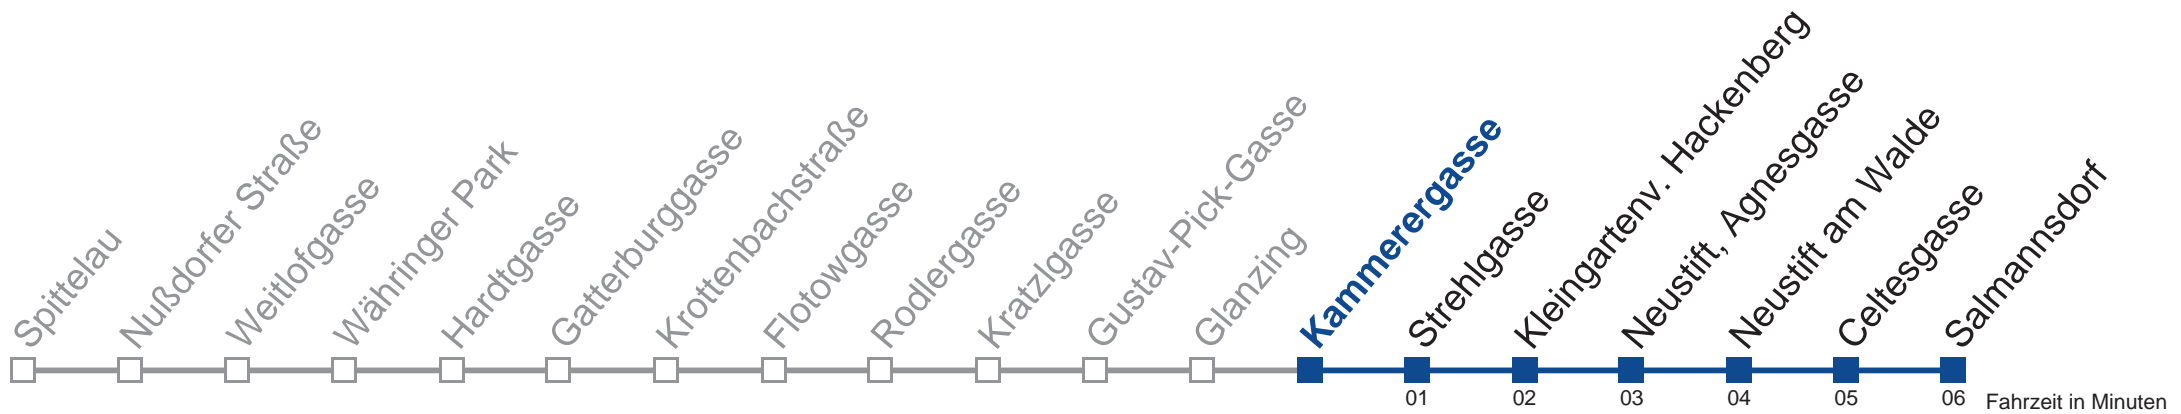 Spittelau
Nußdorfer Straße
Weitlofgasse
Währinger Park
Hardtgasse
Gatterburggasse
Krottenbachstraße
Flotowgasse
Rodlergasse
Kratzlgasse
Gustav-Pick-Gasse
Glanzing
Kammerergasse
Strehlgasse
Kleingartenv. Hackenberg
Neustift, Agnesgasse
Neustift am Walde
Celtesgasse
Salmannsdorf
01 02 03 04 05 06 Fahrzeit in Minuten